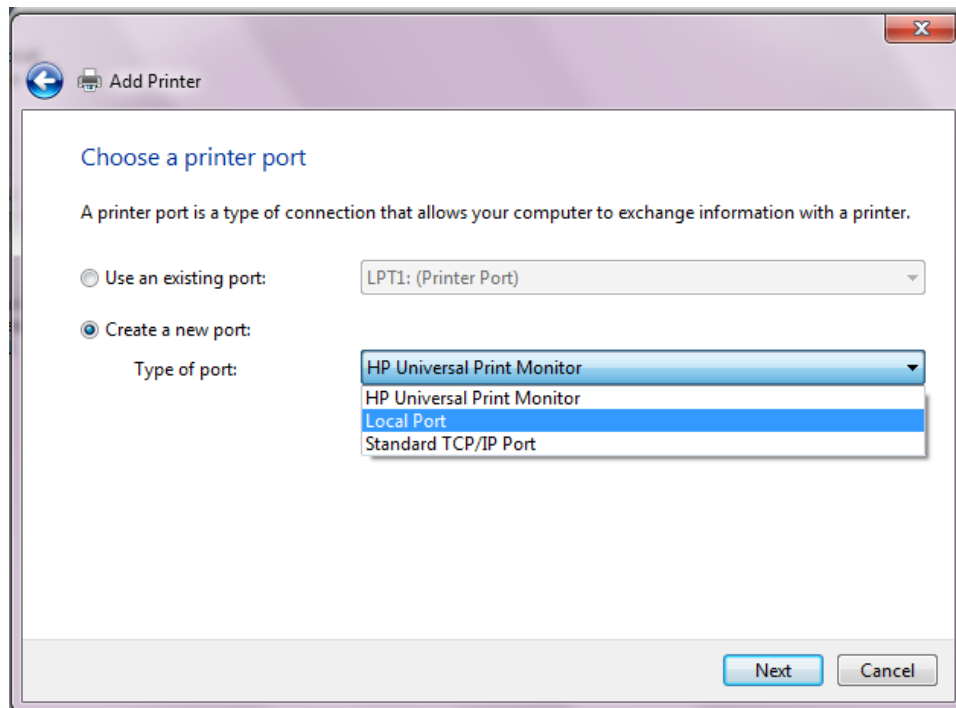 Add Printer
Choose a printer port
A printer port is a type of connection that allows your computer to exchange information with a printer.
Use an existing port: LPT1: (Printer Port)
Create a new port:
Type of port: HP Universal Print Monitor
HP Universal Print Monitor
Local Port
Standard TCP/IP Port
Next Cancel